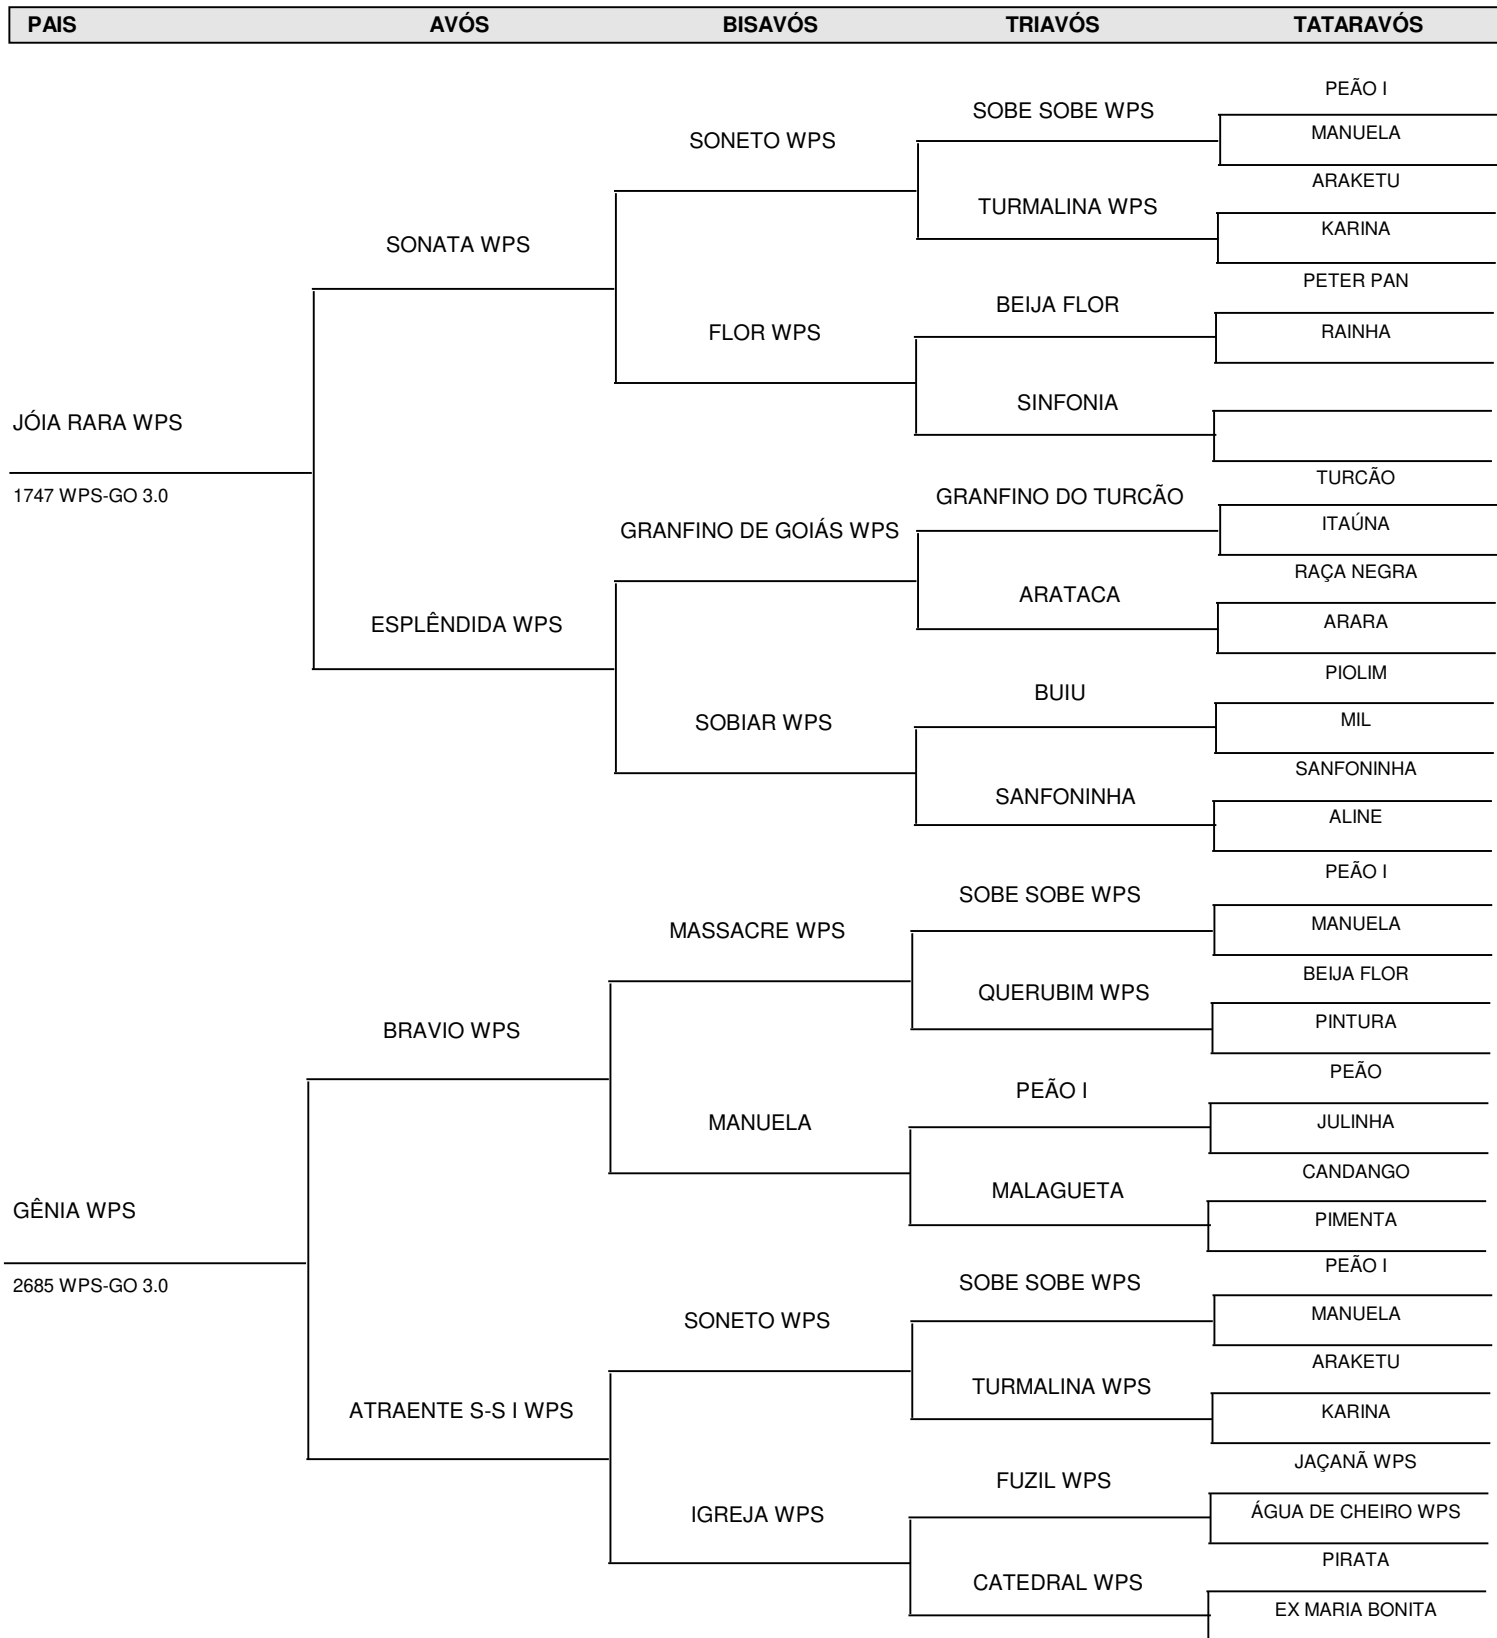 PAIS AVÓS BISAVÓS TRIAVÓS TATARAVÓS
PEÃO I
SOBE SOBE WPS
MANUELA
SONETO WPS
ARAKETU
TURMALINA WPS
KARINA
SONATA WPS
PETER PAN
BEIJA FLOR
RAINHA
FLOR WPS
SINFONIA
JÓIA RARA WPS
TURCÃO
1747 WPS-GO 3.0
GRANFINO DO TURCÃO
ITAÚNA
GRANFINO DE GOIÁS WPS
RAÇA NEGRA
ARATACA
ARARA
ESPLÊNDIDA WPS
PIOLIM
BUIU
MIL
SOBIAR WPS
SANFONINHA
SANFONINHA
ALINE
PEÃO I
SOBE SOBE WPS
MANUELA
MASSACRE WPS
BEIJA FLOR
QUERUBIM WPS
PINTURA
BRAVIO WPS
PEÃO
PEÃO I
JULINHA
MANUELA
CANDANGO
MALAGUETA
GÊNIA WPS
PIMENTA
PEÃO I
2685 WPS-GO 3.0
SOBE SOBE WPS
MANUELA
SONETO WPS
ARAKETU
TURMALINA WPS
KARINA
ATRAENTE S-S I WPS
JAÇANÃ WPS
FUZIL WPS
ÁGUA DE CHEIRO WPS
IGREJA WPS
PIRATA
CATEDRAL WPS
EX MARIA BONITA